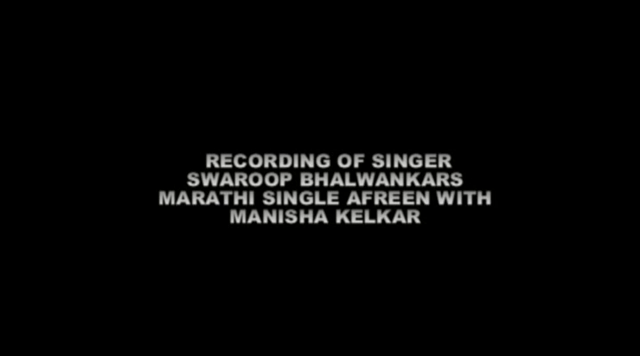 RECORDING OF SINGER
SWAROOP BHALWANKARS
MARATHI SINGLE AFREEN WITH
MANISHA KELKAR